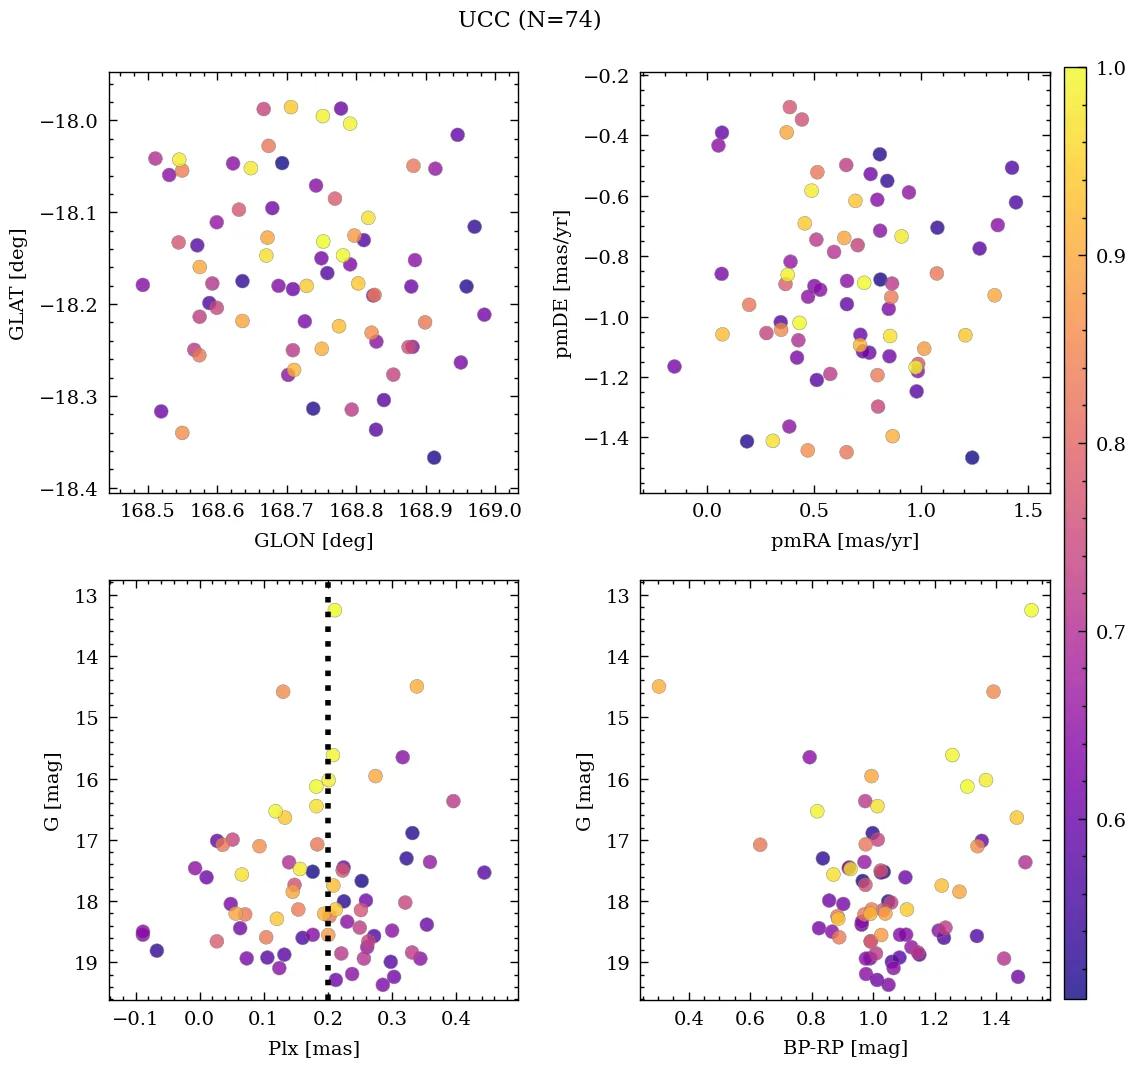 UCC (N=74)
−18.0
−18.1
−18.2
−18.3
−18.4
GLAT [deg]
168.5 168.6 168.7 168.8 168.9 169.0
GLON [deg]
−0.2
−0.4
−0.6
−0.8
−1.0
−1.2
−1.4
pmDE [mas/yr]
0.0 0.5 1.0 1.5
pmRA [mas/yr]
13
14
15
16
17
18
19
G [mag]
−0.1 0.0 0.1 0.2 0.3 0.4
Plx [mas]
13
14
15
16
17
18
19
G [mag]
0.4 0.6 0.8 1.0 1.2 1.4
BP-RP [mag]
1.0
0.9
0.8
0.7
0.6